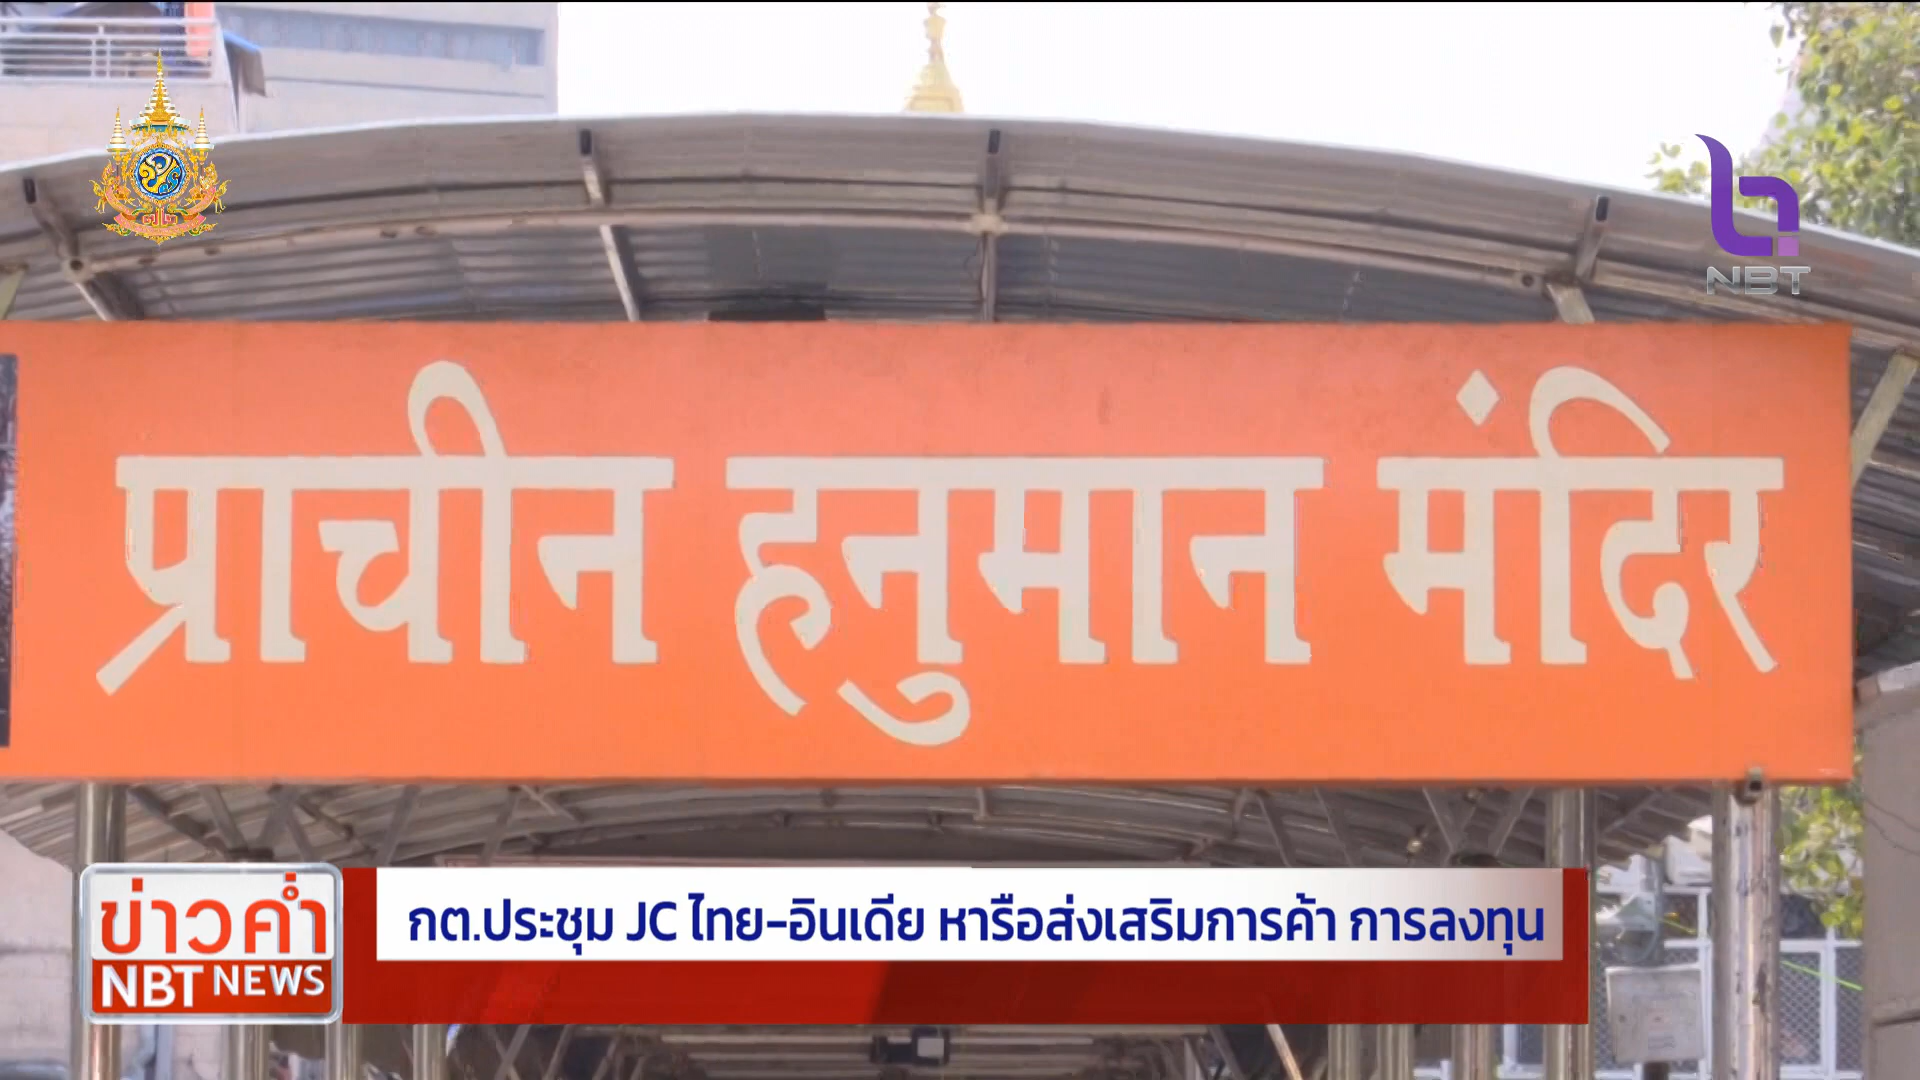 NBT
प्राचीन हनुमान मंदिर
ข่าวค่ำ
NBT NEWS
กต.ประชุม JC ไทย-อินเดีย หารือส่งเสริมการค้า การลงทุน